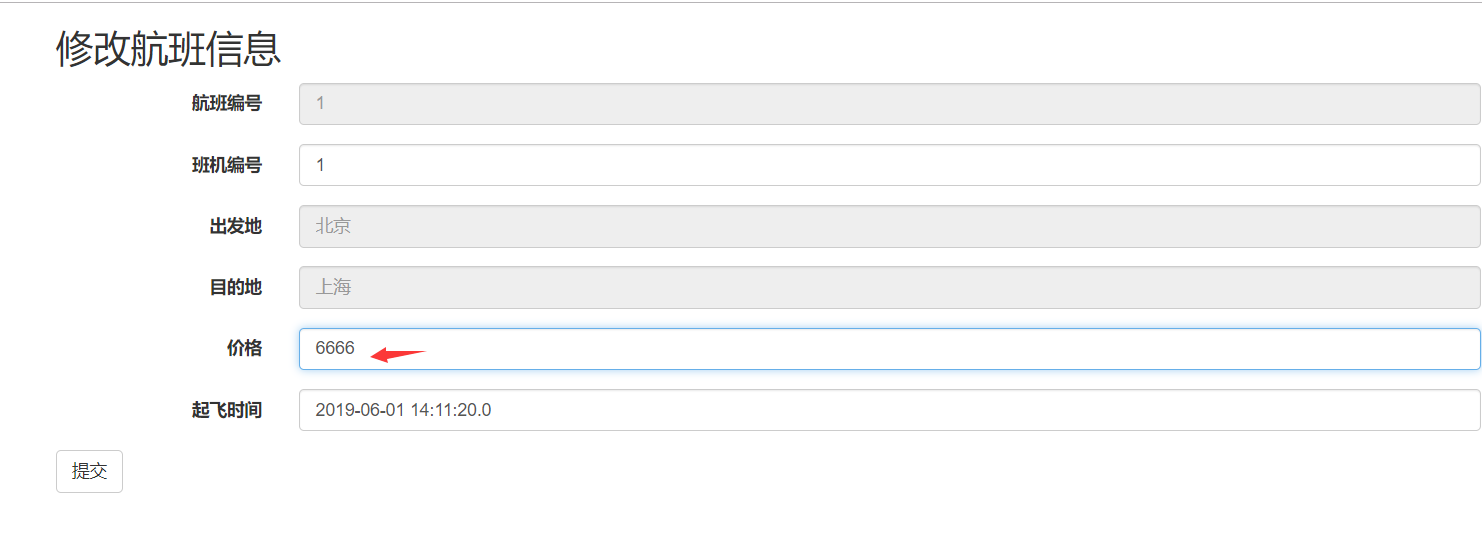 修改航班信息
航班编号 1
班机编号 1
出发地 北京
目的地 上海
价格 6666
起飞时间 2019-06-01 14:11:20.0
提交